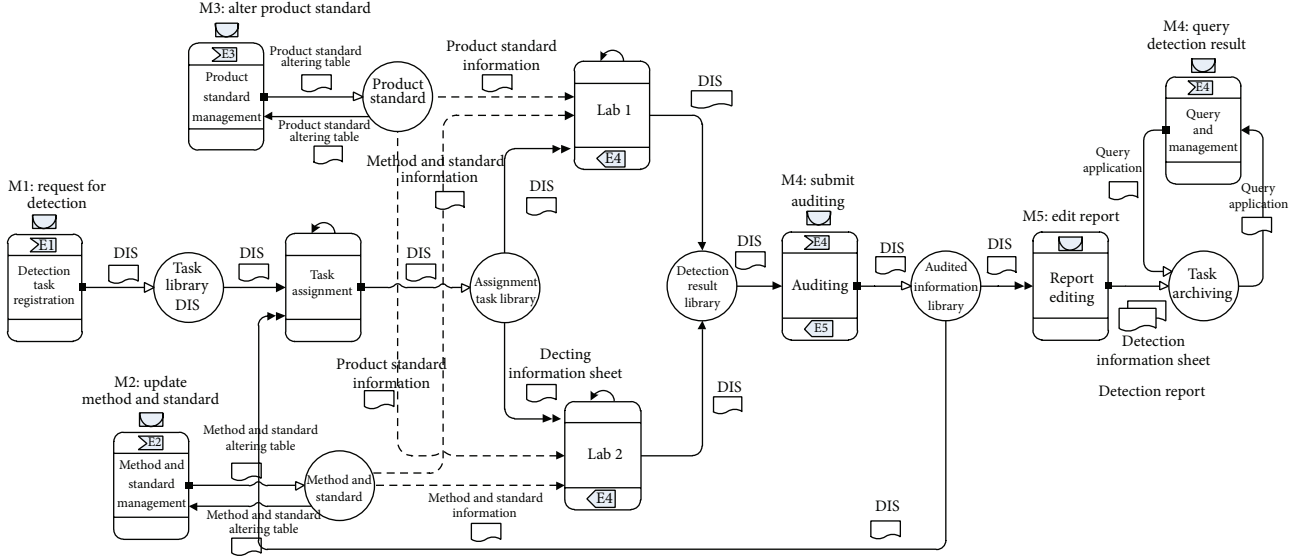 M3: alter product standard
E3
Product
standard
management
Product standard
altering table
Product standard
altering table
Product
standard
Product standard
information
Method and standard
information
Lab 1
E4
DIS
M4: query
detection result
E4
Query
and
management
Query
application
Query
application
M1: request for
detection
E1
Detection
task
registration
DIS
Task
library
DIS
DIS
Task
assignment
DIS
Assignment
task library
DIS
Detection
result
library
DIS
M4: submit
auditing
E4
Auditing
E5
DIS
Audited
information
library
DIS
M5: edit report
Report
editing
Task
archiving
Detection
information sheet
Detection report
Product standard
information
Decting
information sheet
DIS
M2: update
method and standard
E2
Method and
standard
management
Method and standard
altering table
Method and standard
altering table
Method and
standard
Method and standard
information
Lab 2
E4
DIS